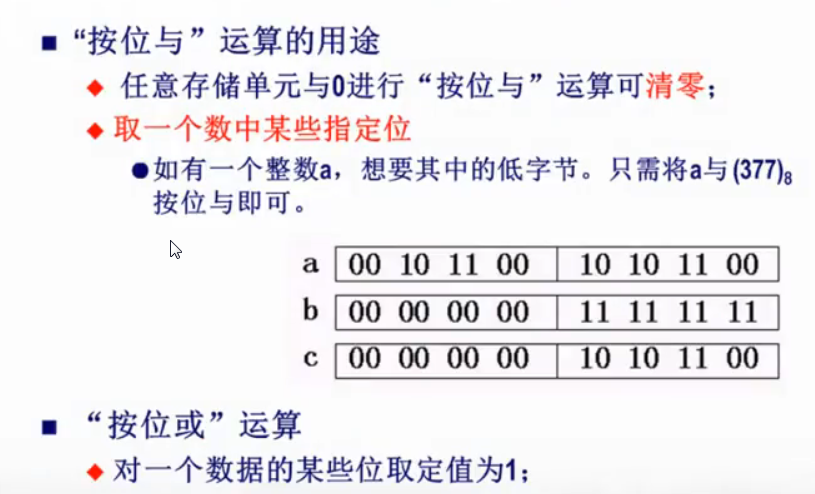 ■ “按位与”运算的用途
◆ 任意存储单元与0进行“按位与”运算可清零；
◆ 取一个数中某些指定位
●如有一个整数a，想要其中的低字节。只需将a与(377)₈
按位与即可。
a 00 10 11 00 10 10 11 00
b 00 00 00 00 11 11 11 11
c 00 00 00 00 10 10 11 00
■ “按位或”运算
◆ 对一个数据的某些位取定值为1；